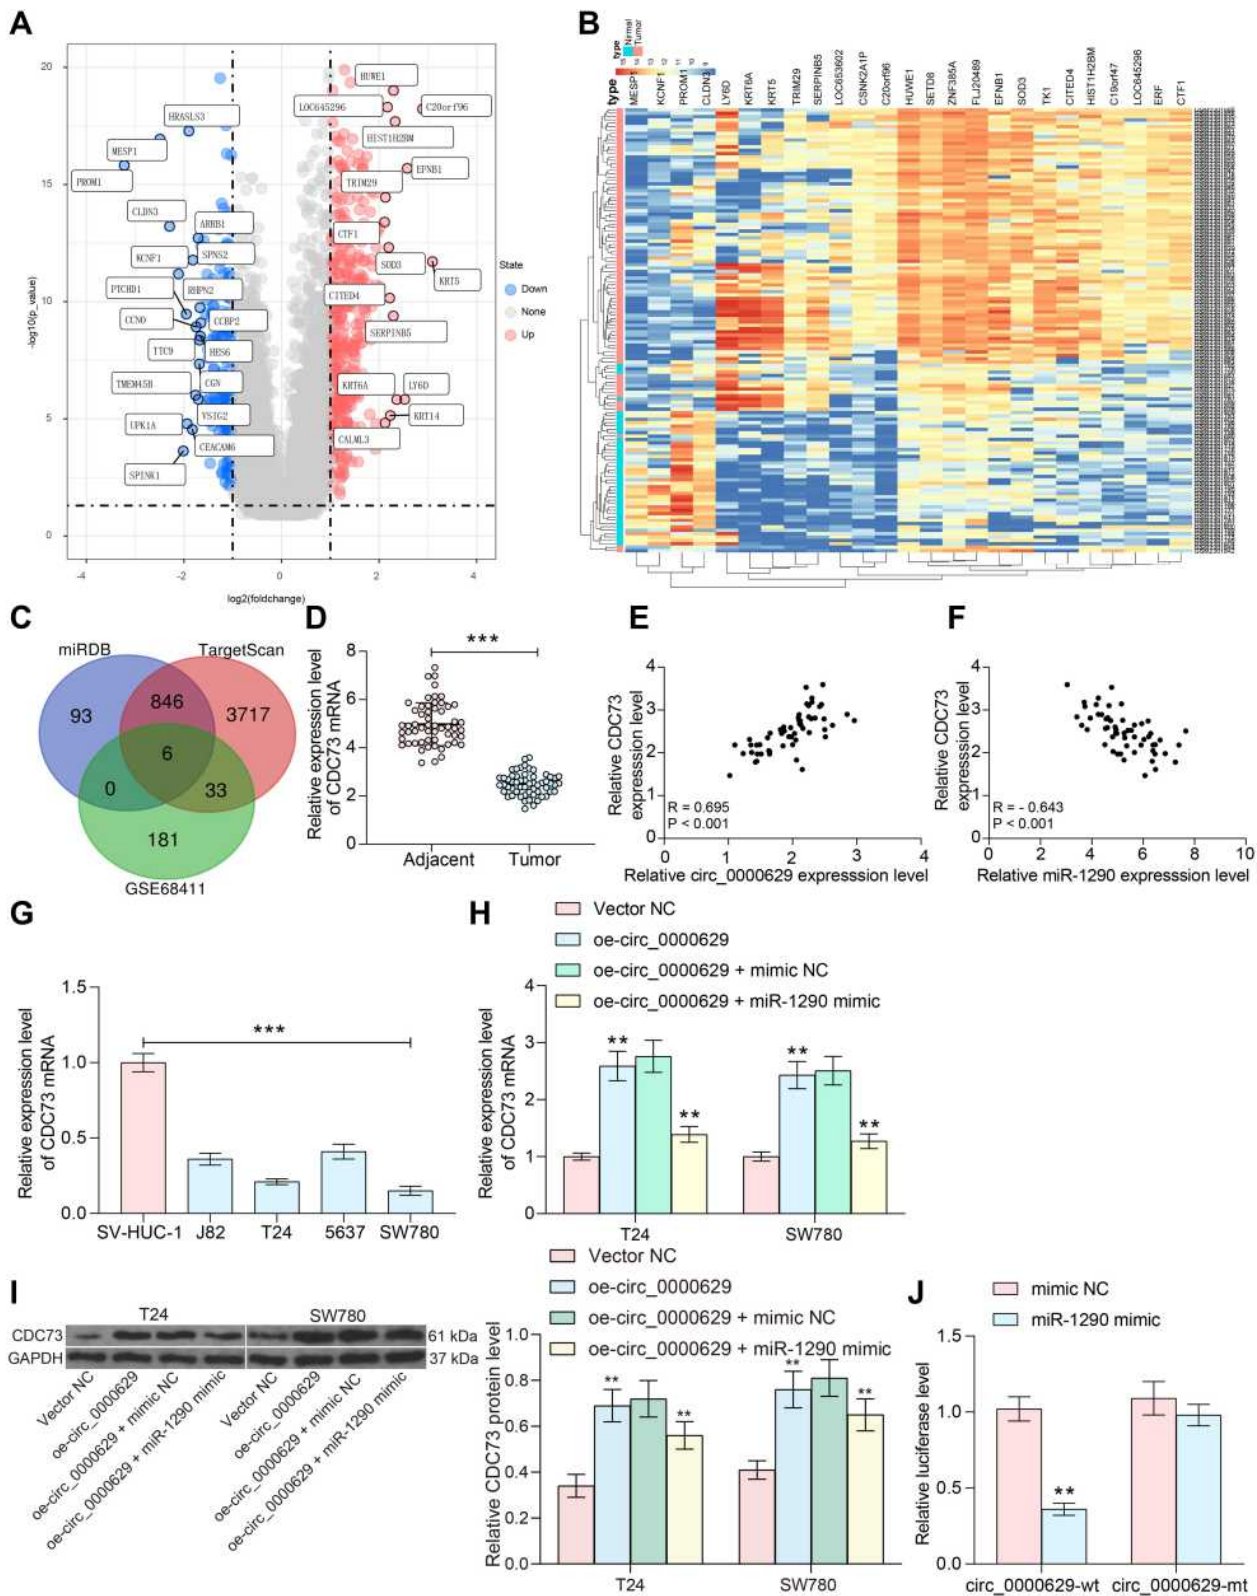 A
20
15
10
5
0
-4
-2
0
2
4
-log10(p_value)
log2(foldchange)
HUWE1
LOC645296
C20orf96
HRASLS3
HIST1H2BM
MESP1
EFNB1
PROM1
TRIM29
CLDN3
ARRB1
CTF1
KCNF1
SPNS2
SOD3
KRT5
PTCHD1
RBPN2
CITED4
CCNO
CCBP2
SERPINB5
TTC9
HES6
TMEM45B
CGN
KRT6A
LY6D
VSIG2
KRT14
UPK1A
CEACAM6
CALML3
SPINK1
State
Down
None
Up
B
type
Tumor
type
MESP1
KCNF1
PROM1
CLDN3
LY6D
KRT6A
KRT5
TRIM29
SERPINB5
LOC653602
CSNK2A1P
C20orf96
HUWE1
SETD8
ZNF385A
FLJ20489
EFNB1
SOD3
TK1
CITED4
HIST1H2BM
C19orf47
LOC645296
ERF
CTF1
C
miRDB
TargetScan
93
846
3717
6
0
33
181
GSE68411
D
Relative expression level
of CDC73 mRNA
8
6
4
2
0
***
Adjacent
Tumor
E
Relative CDC73
expresssion level
4
3
2
1
0
R = 0.695
P < 0.001
0
1
2
3
4
Relative circ_0000629 expresssion level
F
Relative CDC73
expresssion level
4
3
2
1
0
R = - 0.643
P < 0.001
0
2
4
6
8
10
Relative miR-1290 expresssion level
G
Relative expression level
of CDC73 mRNA
1.5
1.0
0.5
0.0
***
SV-HUC-1
J82
T24
5637
SW780
H
Vector NC
oe-circ_0000629
oe-circ_0000629 + mimic NC
oe-circ_0000629 + miR-1290 mimic
Relative expression level
of CDC73 mRNA
4
3
2
1
0
**
**
**
**
T24
SW780
I
T24
SW780
CDC73
61 kDa
GAPDH
37 kDa
Vector NC
oe-circ_0000629
oe-circ_0000629 + mimic NC
oe-circ_0000629 + miR-1290 mimic
Vector NC
oe-circ_0000629
oe-circ_0000629 + mimic NC
oe-circ_0000629 + miR-1290 mimic
Vector NC
oe-circ_0000629
oe-circ_0000629 + mimic NC
oe-circ_0000629 + miR-1290 mimic
Relative CDC73 protein level
1.0
0.8
0.6
0.4
0.2
0.0
**
**
**
**
T24
SW780
J
mimic NC
miR-1290 mimic
Relative luciferase level
1.5
1.0
0.5
0.0
**
circ_0000629-wt
circ_0000629-mt